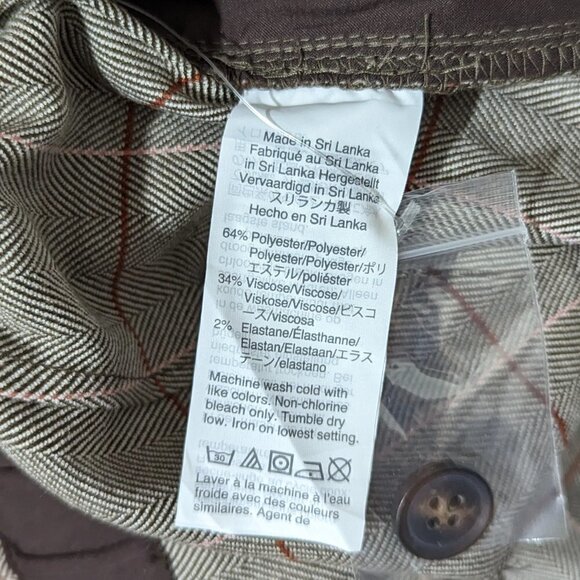 Made in Sri Lanka
Fabriqué au Sri Lanka
in Sri Lanka Hergestellt
Vervaardigd in Sri Lanka
スリランカ製
Hecho en Sri Lanka
64% Polyester/Polyester/
Polyester/Polyester/ポリ
エステル/poliéster
34% Viscose/Viscose/
Viskose/Viscose/ビスコ
ース/viscosa
2% Elastane/Élasthanne/
Elastan/Elastaan/エラス
テーン/elastano
Machine wash cold with
like colors. Non-chlorine
bleach only. Tumble dry
low. Iron on lowest setting.
30
Laver à la machine à l'eau
froide avec des couleurs
similaires. Agent de